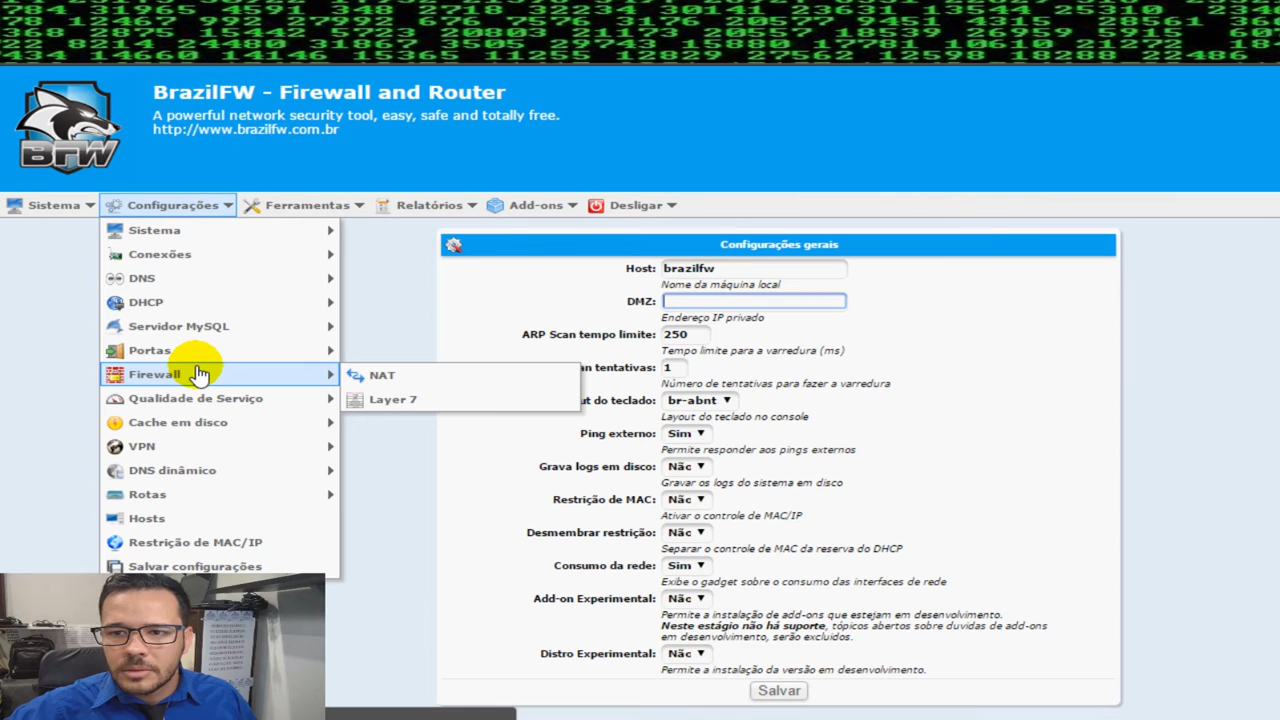 BrazilFW - Firewall and Router
A powerful network security tool, easy, safe and totally free.
http://www.brazilfw.com.br
BFW
Sistema
Configurações
Ferramentas
Relatórios
Add-ons
Desligar
Sistema
Conexões
DNS
DHCP
Servidor MySQL
Portas
Firewall
Qualidade de Serviço
Cache em disco
VPN
DNS dinâmico
Rotas
Hosts
Restrição de MAC/IP
Salvar configurações
NAT
Layer 7
Configurações gerais
Host: brazilfw
Nome da máquina local
DMZ:
Endereço IP privado
ARP Scan tempo limite: 250
Tempo limite para a varredura (ms)
tentativas: 1
Número de tentativas para fazer a varredura
do teclado: br-abnt
Layout do teclado no console
Ping externo: Sim
Permite responder aos pings externos
Grava logs em disco: Não
Gravar os logs do sistema em disco
Restrição de MAC: Não
Ativar o controle de MAC/IP
Desmembrar restrição: Não
Separar o controle de MAC da reserva do DHCP
Consumo da rede: Sim
Exibe o gadget sobre o consumo das interfaces de rede
Add-on Experimental: Não
Permite a instalação de add-ons que estejam em desenvolvimento.
Neste estágio não há suporte, tópicos abertos sobre duvidas de add-ons
em desenvolvimento, serão excluídos.
Distro Experimental: Não
Permite a instalação da versão em desenvolvimento.
Salvar